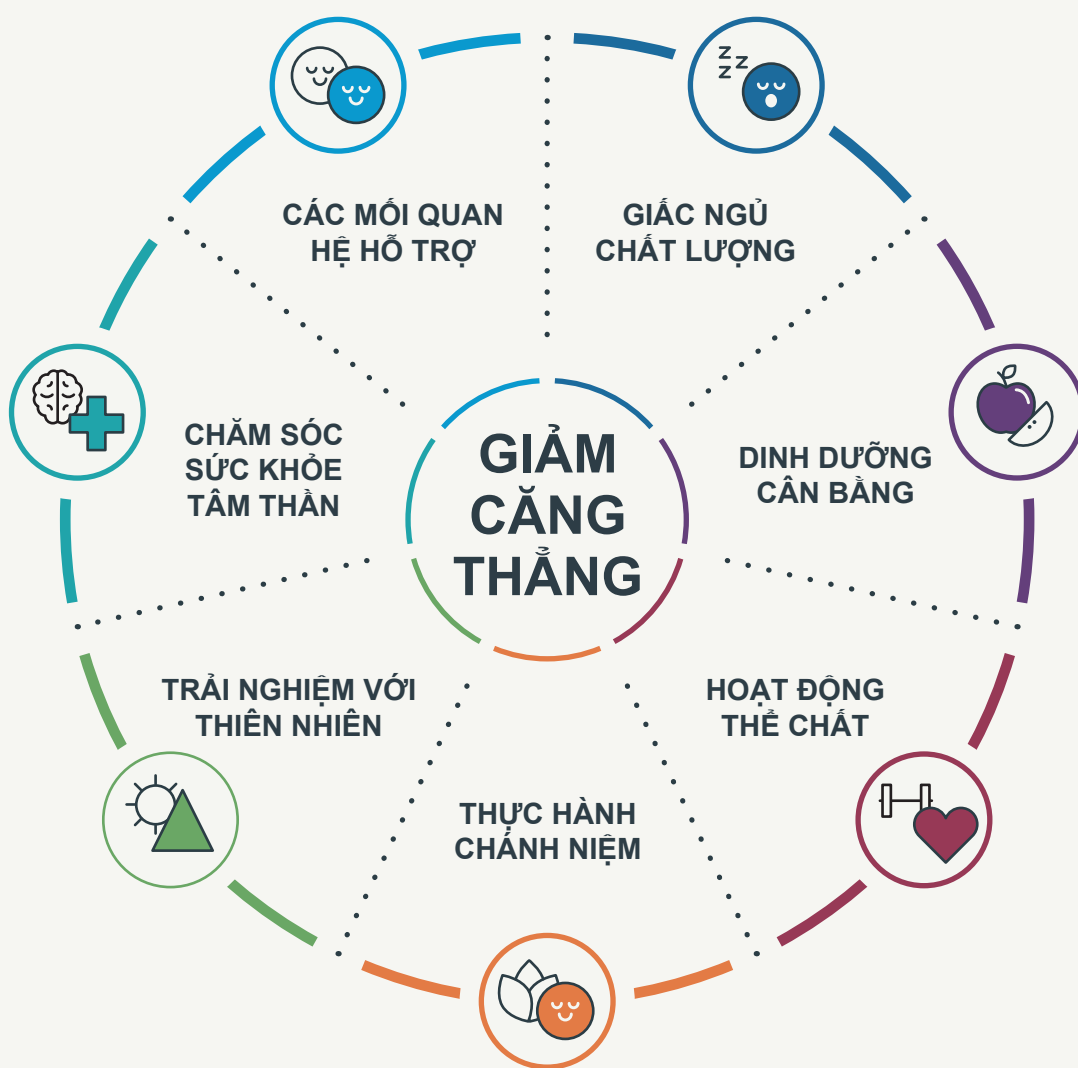 CÁC MỐI QUAN
HỆ HỖ TRỢ
GIẤC NGỦ
CHẤT LƯỢNG
CHĂM SÓC
SỨC KHỎE
TÂM THẦN
GIẢM
CĂNG
THẲNG
DINH DƯỠNG
CÂN BẰNG
TRẢI NGHIỆM VỚI
THIÊN NHIÊN
HOẠT ĐỘNG
THỂ CHẤT
THỰC HÀNH
CHÁNH NIỆM
z z
z z
z